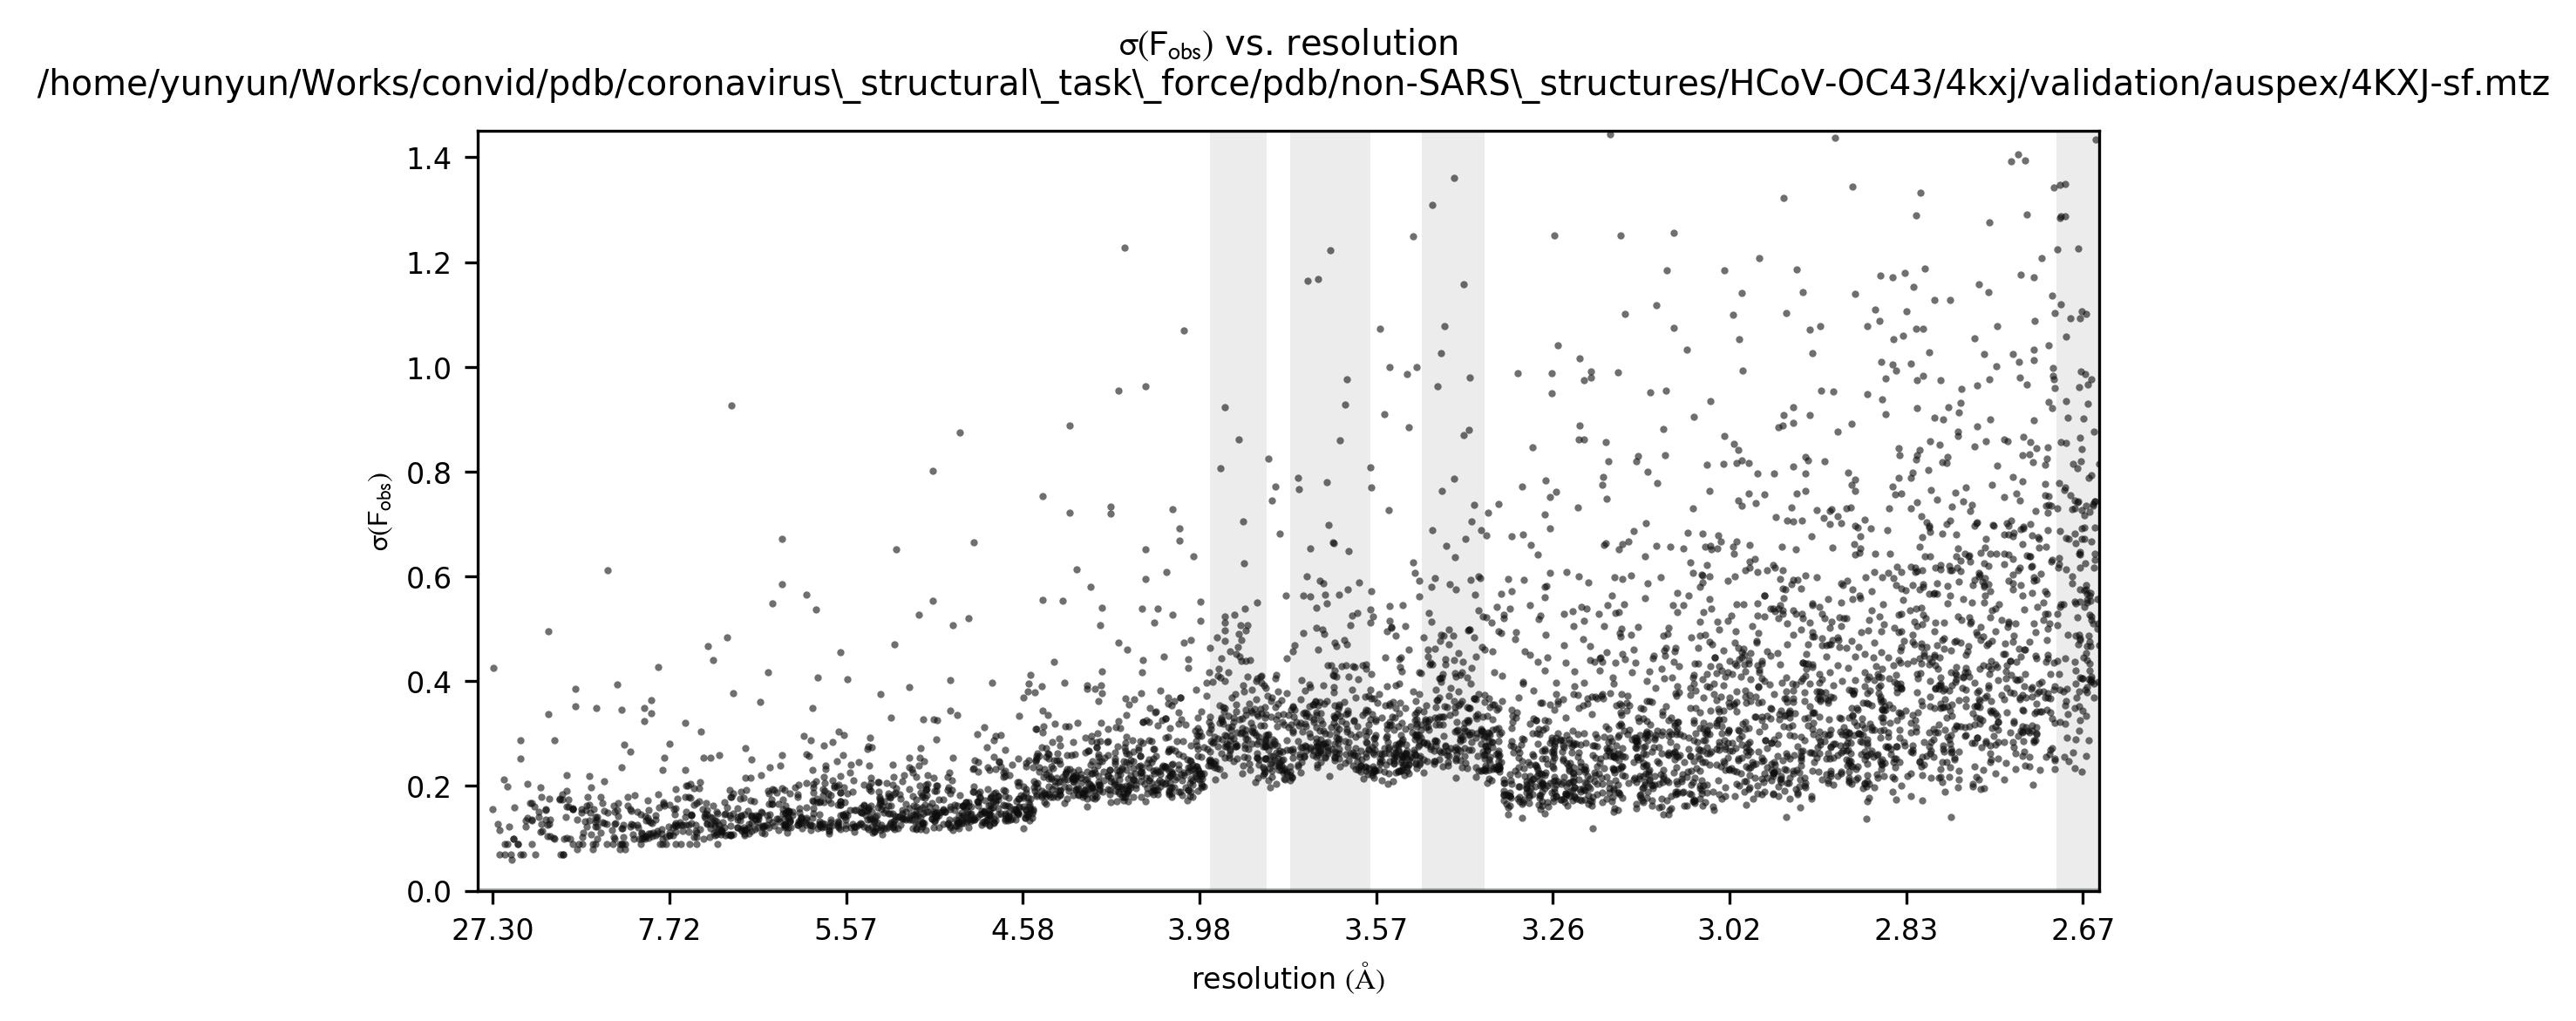 σ(Fobs) vs. resolution
/home/yunyun/Works/convid/pdb/coronavirus\_structural\_task\_force/pdb/non-SARS\_structures/HCoV-OC43/4kxj/validation/auspex/4KXJ-sf.mtz
1.4
1.2
1.0
0.8
σ(Fobs)
0.6
0.4
0.2
0.0
27.30 7.72 5.57 4.58 3.98 3.57 3.26 3.02 2.83 2.67
resolution (Å)